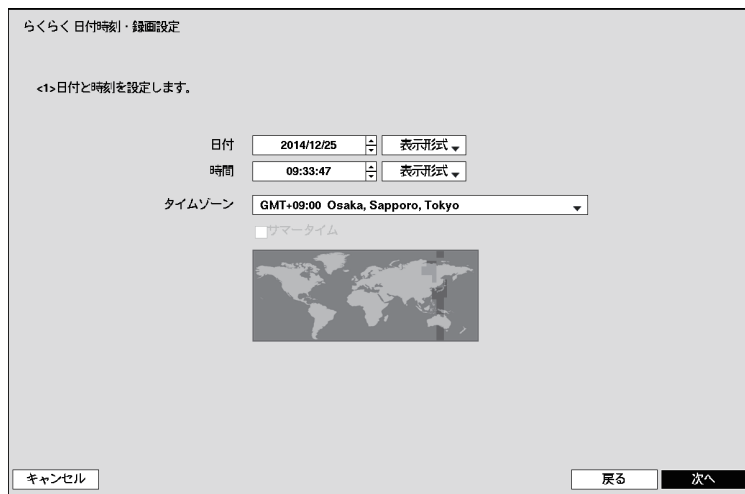 らくらく 日付時刻・録画設定
<1>日付と時刻を設定します。
日付 2014/12/25 表示形式
時間 09:33:47 表示形式
タイムゾーン GMT+09:00 Osaka, Sapporo, Tokyo
サマータイム
キャンセル 戻る 次へ